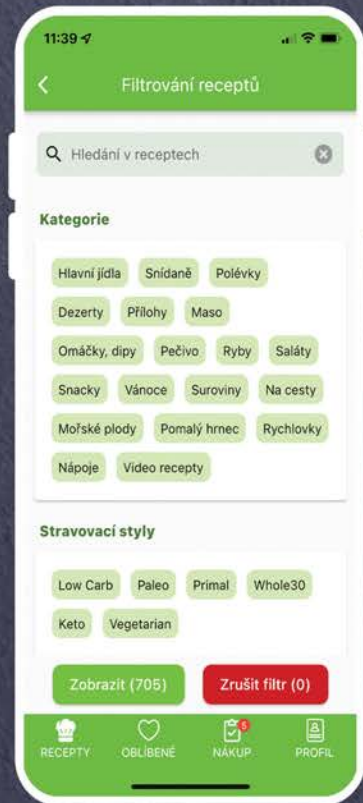 11:39
Filtrování receptů
Hledání v receptech
Kategorie
Hlavní jídla Snídaně Polévky
Dezerty Přílohy Maso
Omáčky, dipy Pečivo Ryby Saláty
Snacky Vánoce Suroviny Na cesty
Mořské plody Pomalý hrnec Rychlovky
Nápoje Video recepty
Stravovací styly
Low Carb Paleo Primal Whole30
Keto Vegetarian
Zobrazit (705) Zrušit filtr (0)
5
RECEPTY OBLÍBENÉ NÁKUP PROFIL